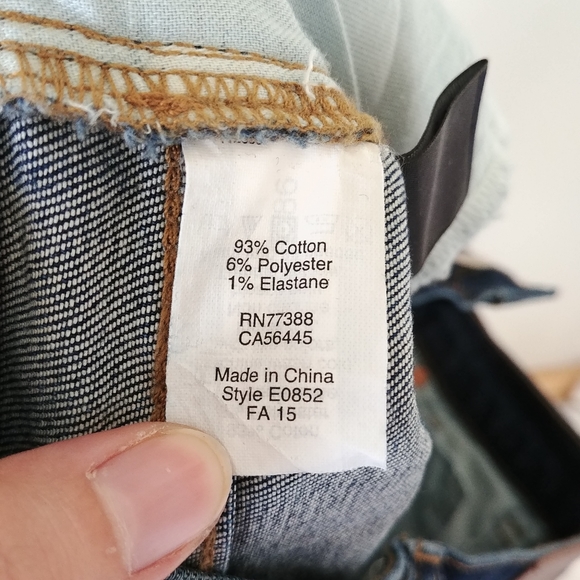 93% Cotton
6% Polyester
1% Elastane
RN77388
CA56445
Made in China
Style E0852
FA 15